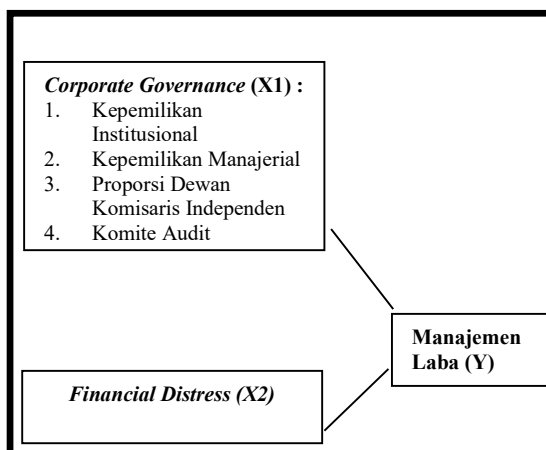 Corporate Governance (X1) :
1. Kepemilikan
Institusional
2. Kepemilikan Manajerial
3. Proporsi Dewan
Komisaris Independen
4. Komite Audit
Manajemen
Laba (Y)
Financial Distress (X2)